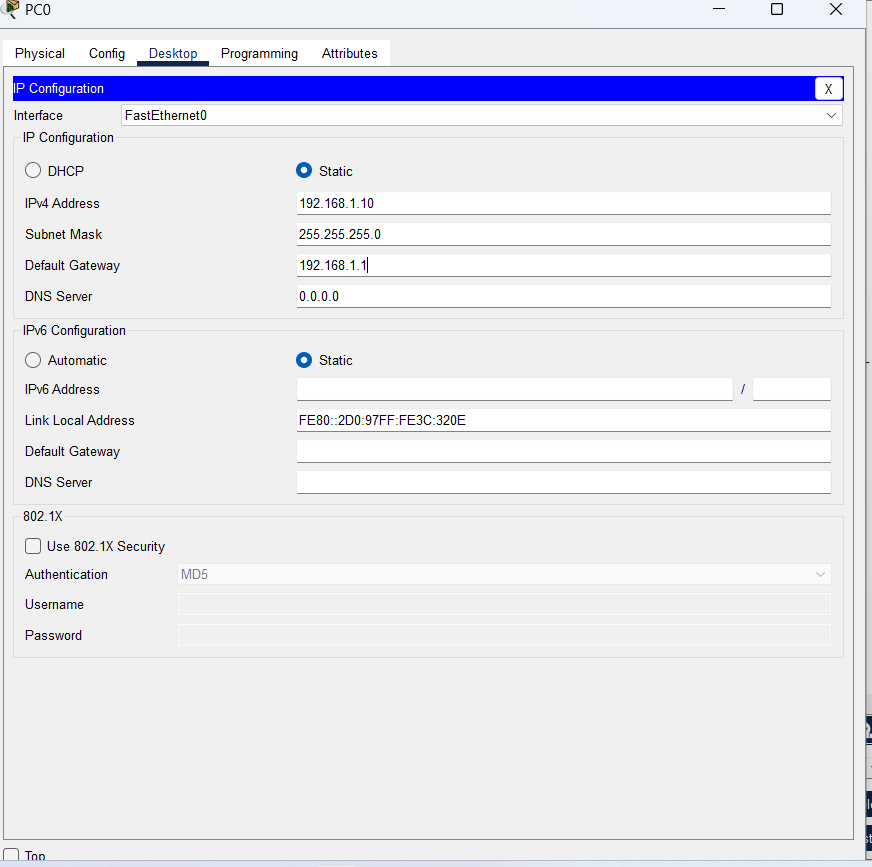 PC0
Physical Config Desktop Programming Attributes
IP Configuration X
Interface FastEthernet0
IP Configuration
DHCP Static
IPv4 Address 192.168.1.10
Subnet Mask 255.255.255.0
Default Gateway 192.168.1.1
DNS Server 0.0.0.0
IPv6 Configuration
Automatic Static
IPv6 Address /
Link Local Address FE80::2D0:97FF:FE3C:320E
Default Gateway
DNS Server
802.1X
Use 802.1X Security
Authentication MD5
Username
Password
Top